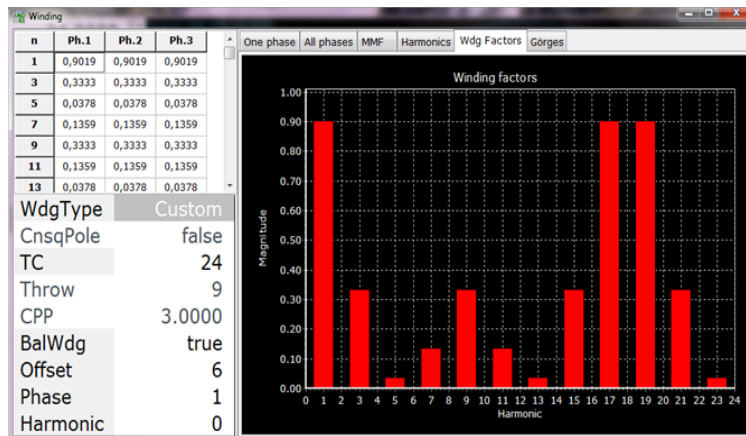 Winding
n Ph.1 Ph.2 Ph.3
1 0,9019 0,9019 0,9019
3 0,3333 0,3333 0,3333
5 0,0378 0,0378 0,0378
7 0,1359 0,1359 0,1359
9 0,3333 0,3333 0,3333
11 0,1359 0,1359 0,1359
13 0,0378 0,0378 0,0378
WdgType Custom
CnsqPole false
TC 24
Throw 9
CPP 3.0000
BalWdg true
Offset 6
Phase 1
Harmonic 0
One phase All phases MMF Harmonics Wdg Factors Görges
Winding factors
1.00
0.90
0.80
0.70
0.60
0.50
0.40
0.30
0.20
0.10
0.00
Magnitude
0 1 2 3 4 5 6 7 8 9 10 11 12 13 14 15 16 17 18 19 20 21 22 23 24
Harmonic